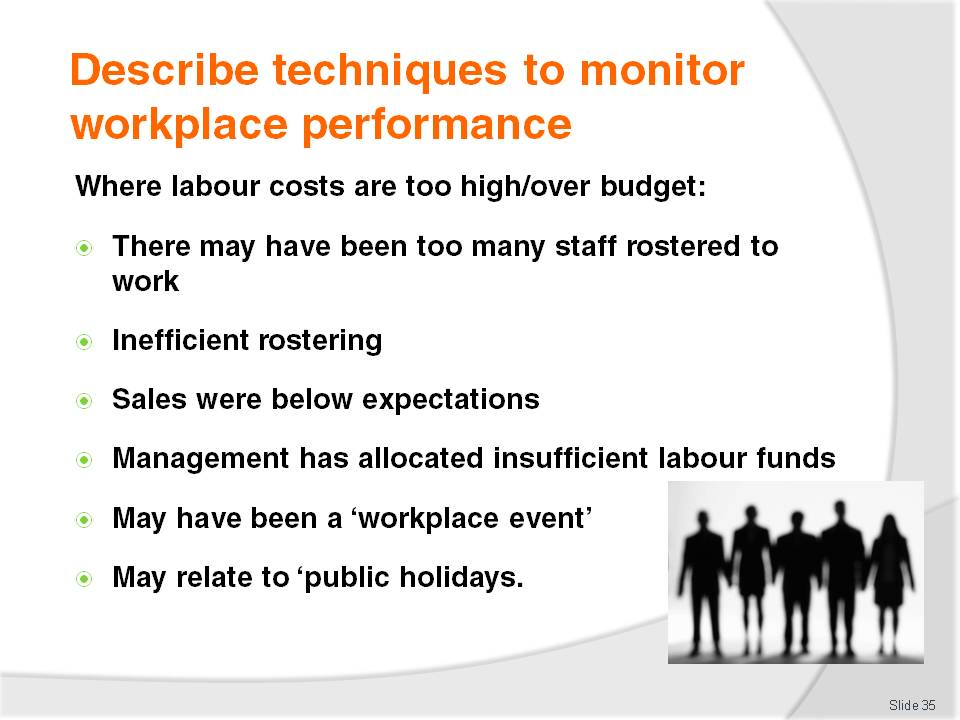 Describe techniques to monitor
workplace performance
Where labour costs are too high/over budget:
There may have been too many staff rostered to
work
Inefficient rostering
Sales were below expectations
Management has allocated insufficient labour funds
May have been a ‘workplace event’
May relate to ‘public holidays.
Slide 35